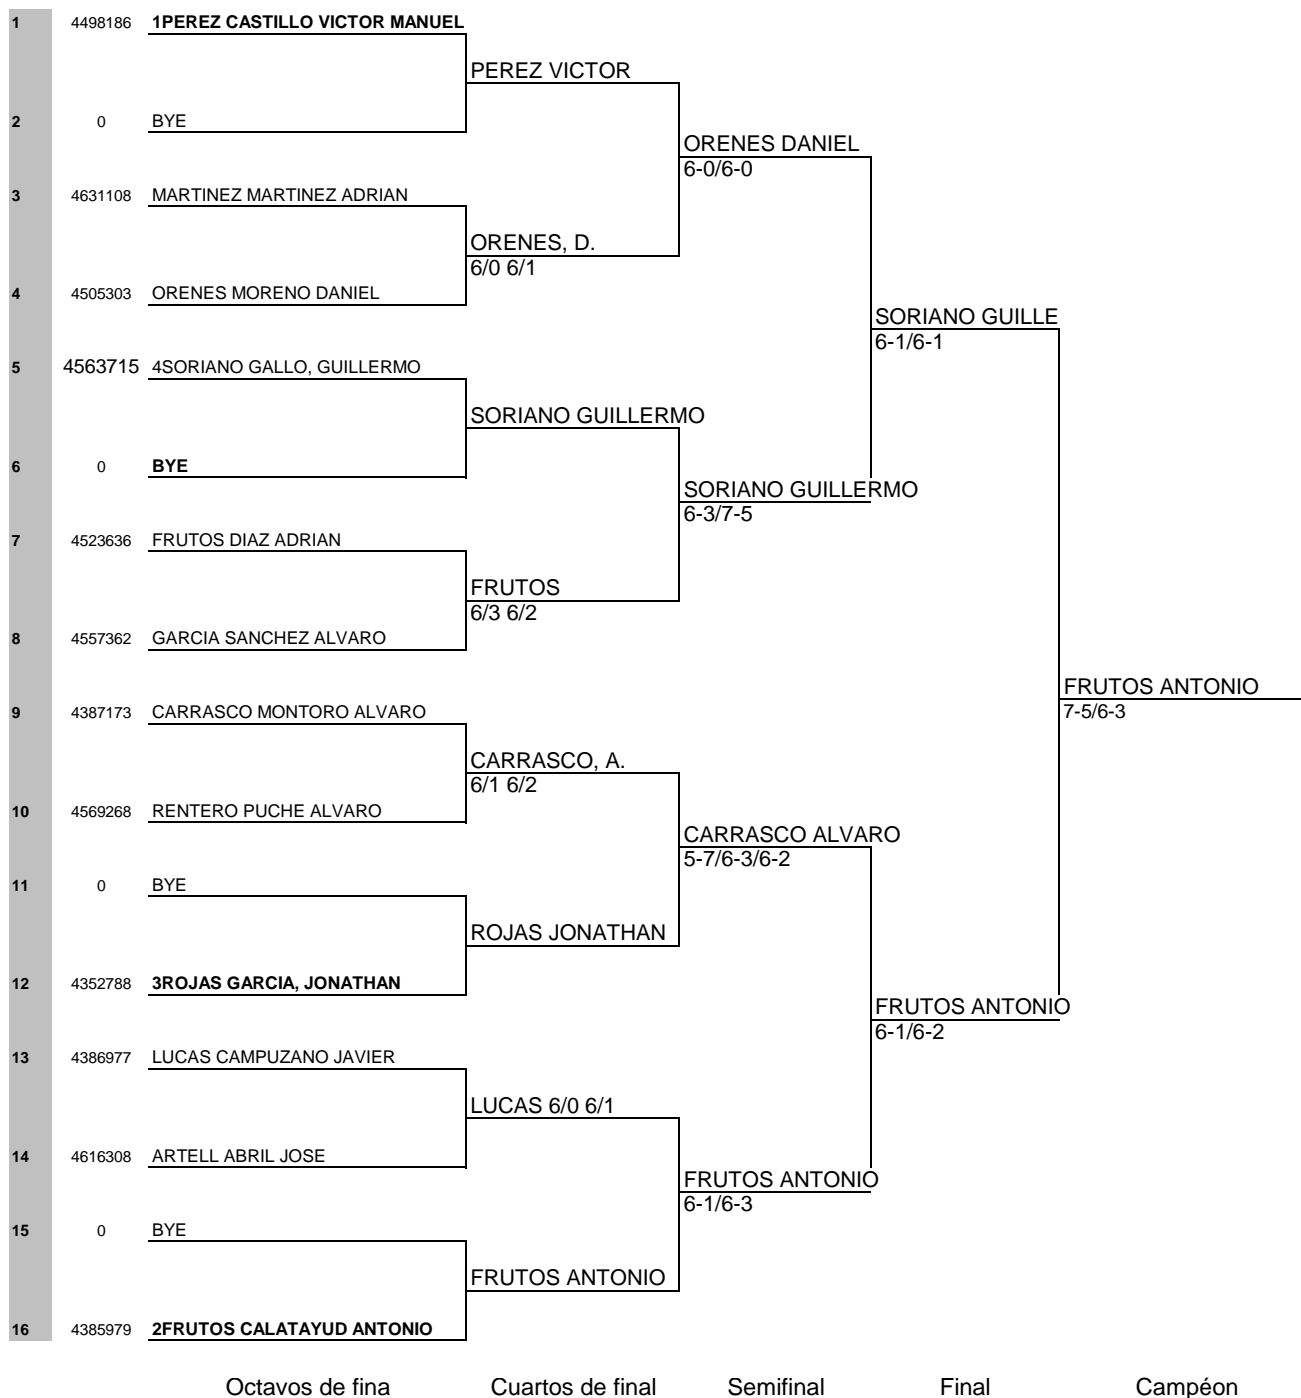 1 4498186 1PEREZ CASTILLO VICTOR MANUEL
PEREZ VICTOR
2 0 BYE
ORENES DANIEL
6-0/6-0
3 4631108 MARTINEZ MARTINEZ ADRIAN
ORENES, D.
6/0 6/1
4 4505303 ORENES MORENO DANIEL
SORIANO GUILLE
6-1/6-1
5 4563715 4SORIANO GALLO, GUILLERMO
SORIANO GUILLERMO
6 0 BYE
SORIANO GUILLERMO
6-3/7-5
7 4523636 FRUTOS DIAZ ADRIAN
FRUTOS
6/3 6/2
8 4557362 GARCIA SANCHEZ ALVARO
FRUTOS ANTONIO
7-5/6-3
9 4387173 CARRASCO MONTORO ALVARO
CARRASCO, A.
6/1 6/2
10 4569268 RENTERO PUCHE ALVARO
CARRASCO ALVARO
5-7/6-3/6-2
11 0 BYE
ROJAS JONATHAN
12 4352788 3ROJAS GARCIA, JONATHAN
FRUTOS ANTONIO
6-1/6-2
13 4386977 LUCAS CAMPUZANO JAVIER
LUCAS 6/0 6/1
14 4616308 ARTELL ABRIL JOSE
FRUTOS ANTONIO
6-1/6-3
15 0 BYE
FRUTOS ANTONIO
16 4385979 2FRUTOS CALATAYUD ANTONIO
Octavos de fina Cuartos de final Semifinal Final Campéon